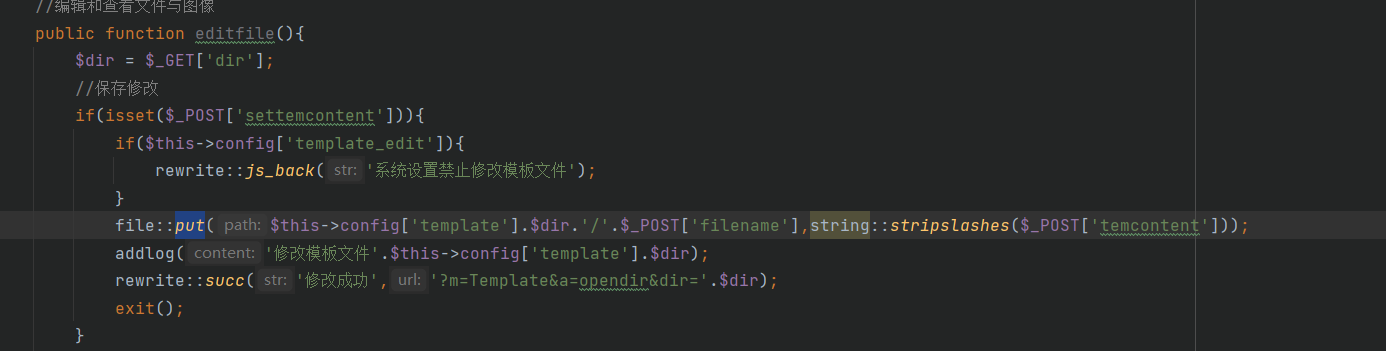 //编辑和查看文件与图像
public function editfile(){
$dir = $_GET['dir'];
//保存修改
if(isset($_POST['settemcontent'])){
if($this->config['template_edit']){
rewrite::js_back( str: '系统设置禁止修改模板文件');
}
file::put( path: $this->config['template'].$dir.'/'.$_POST['filename'],string::stripslashes($_POST['temcontent']));
addlog( content: '修改模板文件'.$this->config['template'].$dir);
rewrite::succ( str: '修改成功', url: '?m=Template&a=opendir&dir='.$dir);
exit();
}